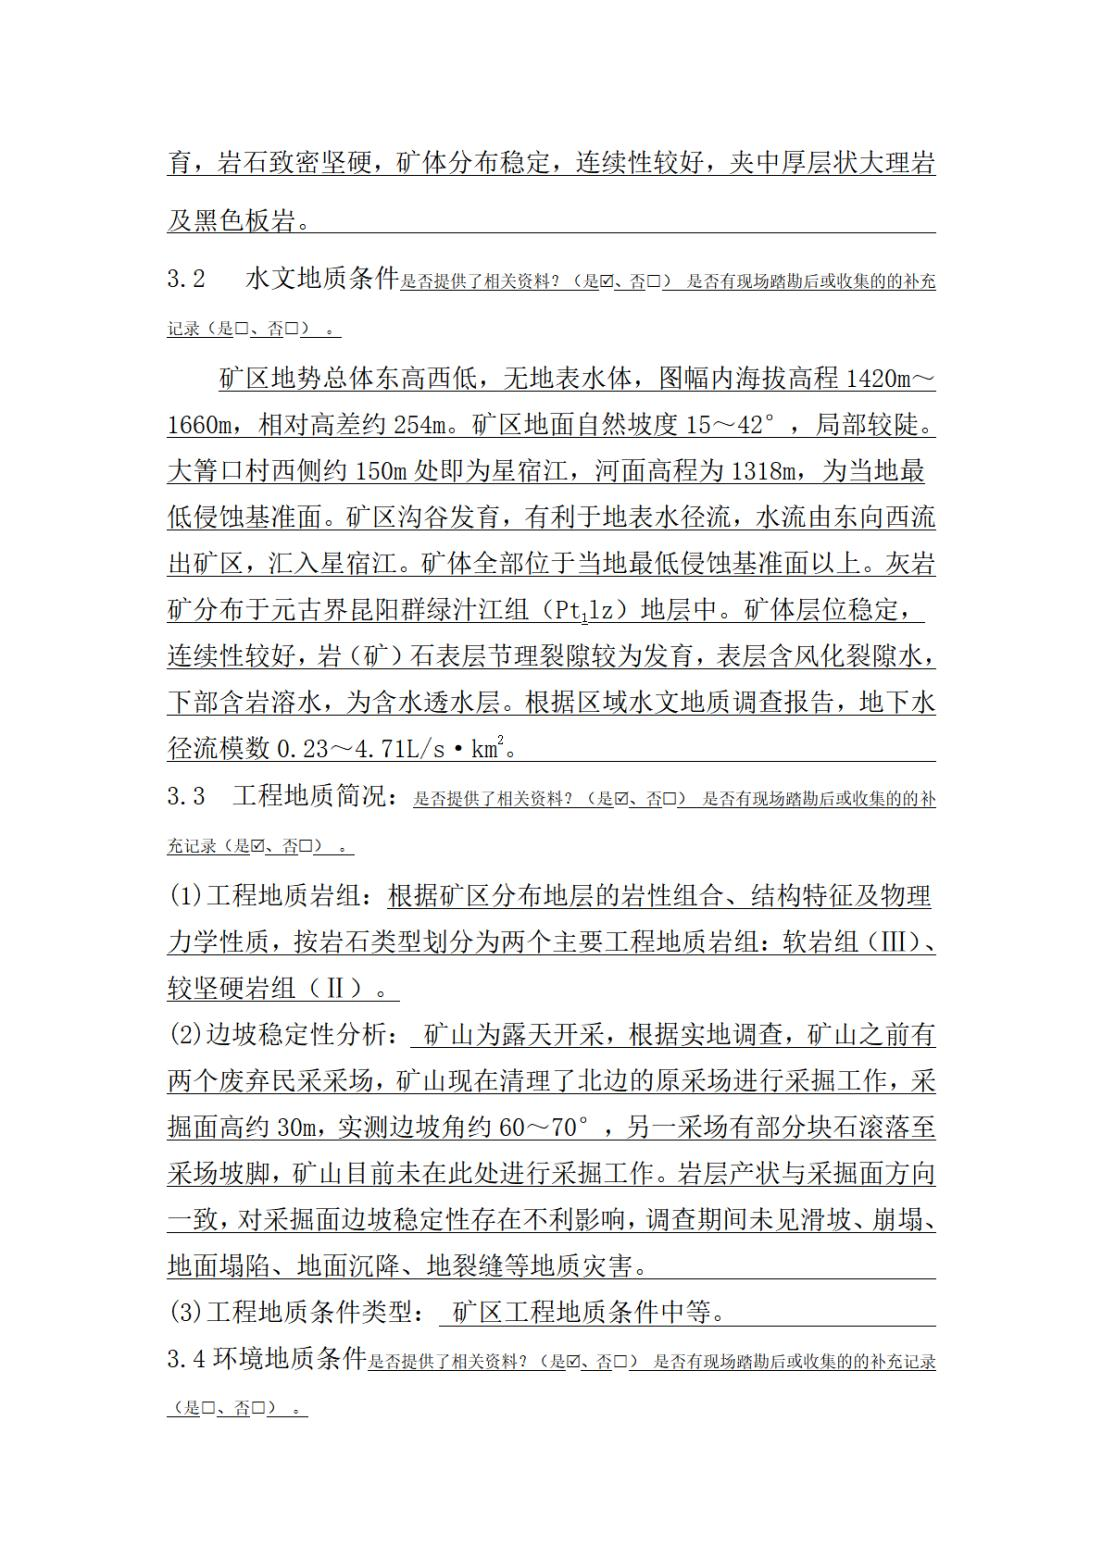 育，岩石致密坚硬，矿体分布稳定，连续性较好，夹中厚层状大理岩
及黑色板岩。
3.2 水文地质条件是否提供了相关资料？（是☑、否□） 是否有现场踏勘后或收集的的补充
记录（是□、否□） 。
矿区地势总体东高西低，无地表水体，图幅内海拔高程 1420m～
1660m，相对高差约 254m。矿区地面自然坡度 15～42°，局部较陡。
大箐口村西侧约 150m 处即为星宿江，河面高程为 1318m，为当地最
低侵蚀基准面。矿区沟谷发育，有利于地表水径流，水流由东向西流
出矿区，汇入星宿江。矿体全部位于当地最低侵蚀基准面以上。灰岩
矿分布于元古界昆阳群绿汁江组（Pt₁lz）地层中。矿体层位稳定，
连续性较好，岩（矿）石表层节理裂隙较为发育，表层含风化裂隙水，
下部含岩溶水，为含水透水层。根据区域水文地质调查报告，地下水
径流模数 0.23～4.71L/s·km²。
3.3 工程地质简况：是否提供了相关资料？（是☑、否□） 是否有现场踏勘后或收集的的补
充记录（是☑、否□） 。
(1)工程地质岩组：根据矿区分布地层的岩性组合、结构特征及物理
力学性质，按岩石类型划分为两个主要工程地质岩组：软岩组（Ⅲ）、
较坚硬岩组（Ⅱ）。
(2)边坡稳定性分析： 矿山为露天开采，根据实地调查，矿山之前有
两个废弃民采采场，矿山现在清理了北边的原采场进行采掘工作，采
掘面高约 30m，实测边坡角约 60～70°，另一采场有部分块石滚落至
采场坡脚，矿山目前未在此处进行采掘工作。岩层产状与采掘面方向
一致，对采掘面边坡稳定性存在不利影响，调查期间未见滑坡、崩塌、
地面塌陷、地面沉降、地裂缝等地质灾害。
(3)工程地质条件类型： 矿区工程地质条件中等。
3.4 环境地质条件是否提供了相关资料？（是☑、否□） 是否有现场踏勘后或收集的的补充记录
（是□、否□） 。